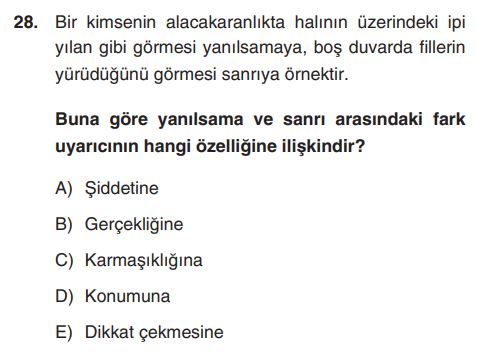 28. Bir kimsenin alacakaranlıkta halının üzerindeki ipi
yılan gibi görmesi yanılsamaya, boş duvarda fillerin
yürüdüğünü görmesi sanrıya örnektir.
Buna göre yanılsama ve sanrı arasındaki fark
uyarıcının hangi özelliğine ilişkindir?
A) Şiddetine
B) Gerçekliğine
C) Karmaşıklığına
D) Konumuna
E) Dikkat çekmesine